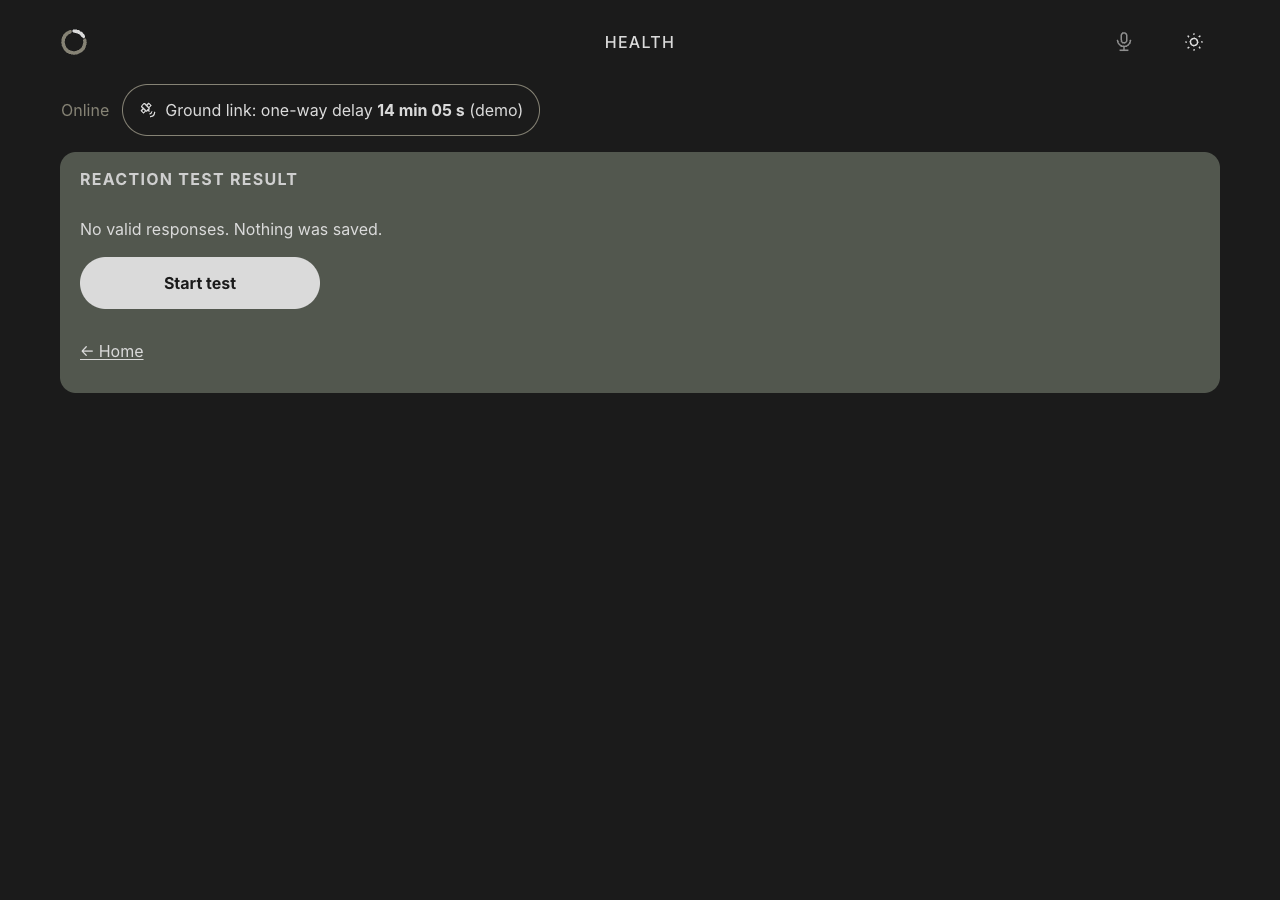 HEALTH
Online
Ground link: one-way delay 14 min 05 s (demo)
REACTION TEST RESULT
No valid responses. Nothing was saved.
Start test
← Home